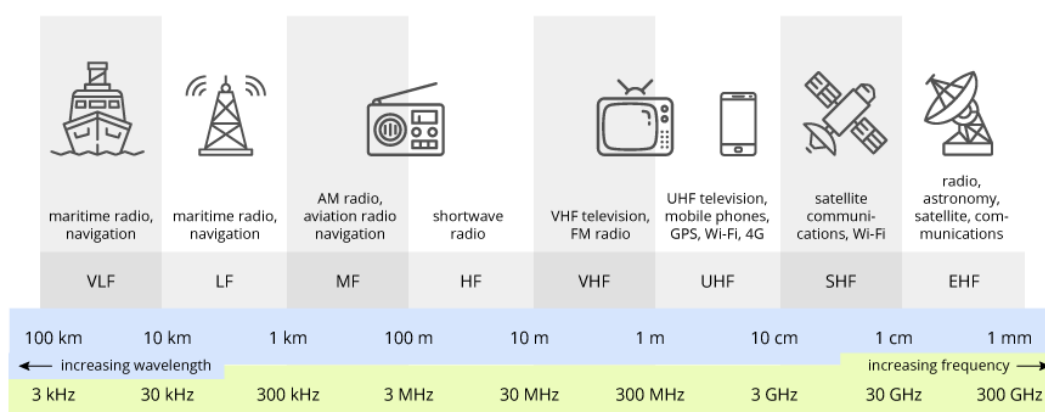 maritime radio,
navigation
maritime radio,
navigation
AM radio,
aviation radio
navigation
shortwave
radio
VHF television,
FM radio
UHF television,
mobile phones,
GPS, Wi-Fi, 4G
satellite
communi-
cations, Wi-Fi
radio,
astronomy,
satellite, com-
munications
VLF LF MF HF VHF UHF SHF EHF
100 km 10 km 1 km 100 m 10 m 1 m 10 cm 1 cm 1 mm
increasing wavelength increasing frequency
3 kHz 30 kHz 300 kHz 3 MHz 30 MHz 300 MHz 3 GHz 30 GHz 300 GHz